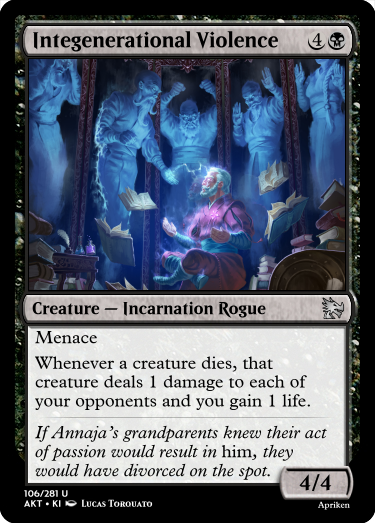 Integenerational Violence 4
Creature — Incarnation Rogue
Menace
Whenever a creature dies, that
creature deals 1 damage to each of
your opponents and you gain 1 life.
If Annaja's grandparents knew their act
of passion would result in him, they
would have divorced on the spot.
4/4
106/281 U
AKT • KI Lucas Torquato
Apriken